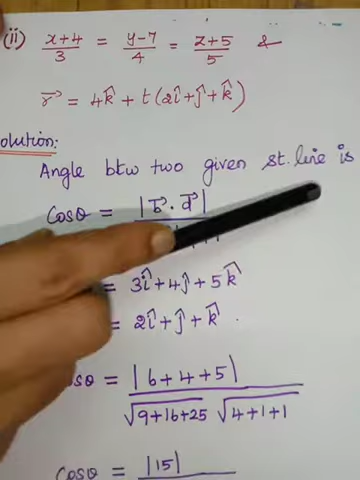 (ii) x+4/3 = y-7/4 = z+5/5 &
r⃗ = 4k̂ + t(2î+ĵ+k̂)
olution:
Angle btw two given st. line is
Cosθ = |b⃗ . d⃗|
= 3î+4ĵ+5k̂
= 2î+ĵ+k̂.
osθ = |6+4+5| / √9+16+25 √4+1+1
Cosθ = |15|